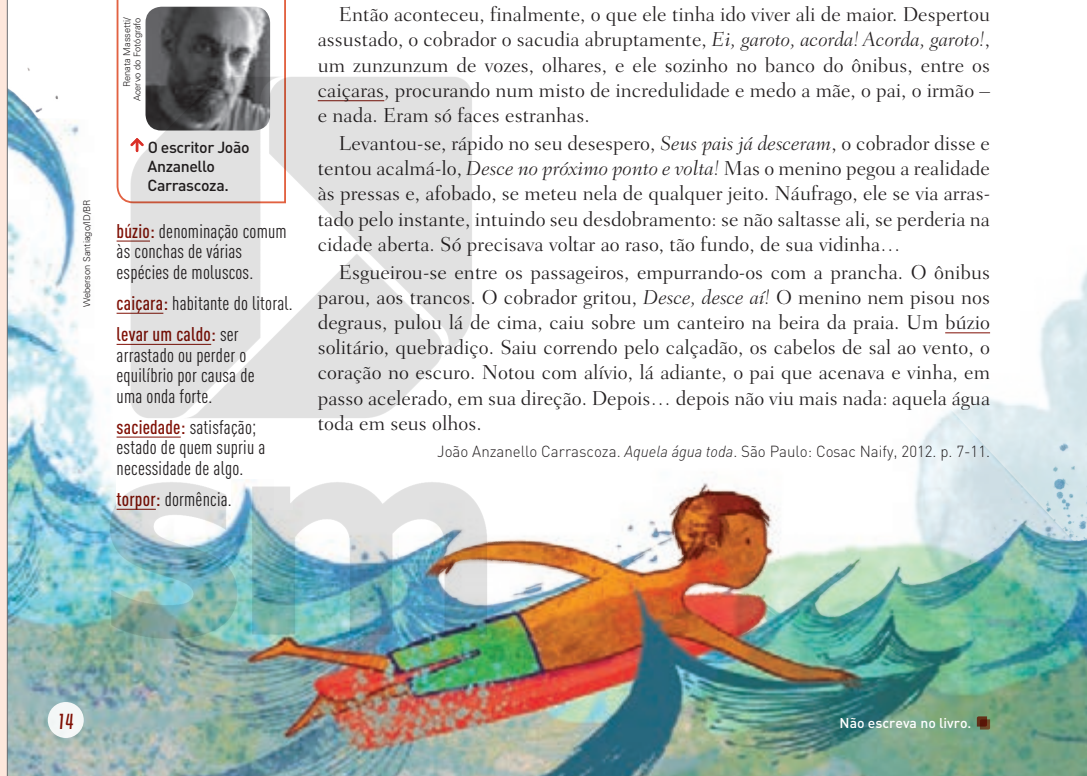 Renata Massetti/
Acervo do Fotógrafo
O escritor João
Anzanello
Carrascoza.
Weberson Santiago/ID/BR
búzio: denominação comum
às conchas de várias
espécies de moluscos.
caiçara: habitante do litoral.
levar um caldo: ser
arrastado ou perder o
equilíbrio por causa de
uma onda forte.
saciedade: satisfação;
estado de quem supriu a
necessidade de algo.
torpor: dormência.
Então aconteceu, finalmente, o que ele tinha ido viver ali de maior. Despertou
assustado, o cobrador o sacudia abruptamente, Ei, garoto, acorda! Acorda, garoto!,
um zunzunzum de vozes, olhares, e ele sozinho no banco do ônibus, entre os
caiçaras, procurando num misto de incredulidade e medo a mãe, o pai, o irmão –
e nada. Eram só faces estranhas.
Levantou-se, rápido no seu desespero, Seus pais já desceram, o cobrador disse e
tentou acalmá-lo, Desce no próximo ponto e volta! Mas o menino pegou a realidade
às pressas e, afobado, se meteu nela de qualquer jeito. Náufrago, ele se via arras-
tado pelo instante, intuindo seu desdobramento: se não saltasse ali, se perderia na
cidade aberta. Só precisava voltar ao raso, tão fundo, de sua vidinha…
Esgueirou-se entre os passageiros, empurrando-os com a prancha. O ônibus
parou, aos trancos. O cobrador gritou, Desce, desce aí! O menino nem pisou nos
degraus, pulou lá de cima, caiu sobre um canteiro na beira da praia. Um búzio
solitário, quebradiço. Saiu correndo pelo calçadão, os cabelos de sal ao vento, o
coração no escuro. Notou com alívio, lá adiante, o pai que acenava e vinha, em
passo acelerado, em sua direção. Depois… depois não viu mais nada: aquela água
toda em seus olhos.
João Anzanello Carrascoza. Aquela água toda. São Paulo: Cosac Naify, 2012. p. 7-11.
sm
14
Não escreva no livro.